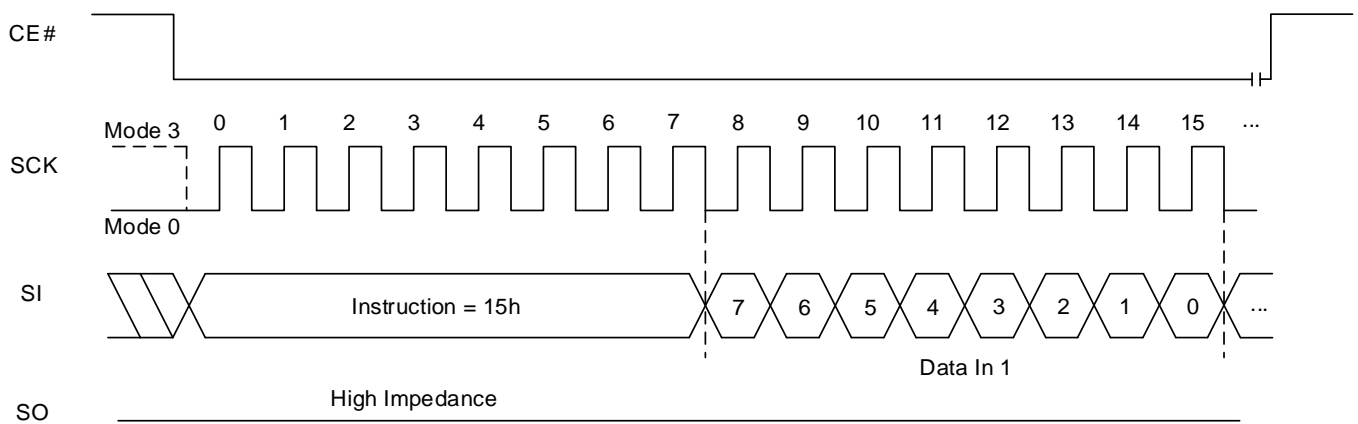 CE#
Mode 3 0 1 2 3 4 5 6 7 8 9 10 11 12 13 14 15 ...
SCK
Mode 0
SI Instruction = 15h 7 6 5 4 3 2 1 0 ...
Data In 1
High Impedance
SO